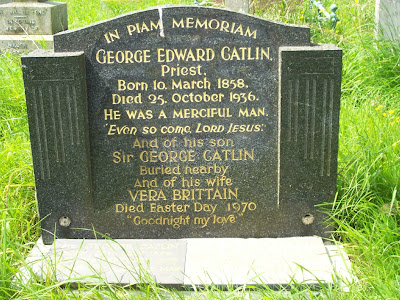 IN PIAM MEMORIAM
GEORGE EDWARD CATLIN,
Priest.
Born 10. March 1858.
Died 25. October 1936.
HE WAS A MERCIFUL MAN.
"Even so come, LORD JESUS."
And of his son
Sir GEORGE CATLIN
Buried nearby
And of his wife
VERA BRITTAIN
Died Easter Day 1970
"Goodnight my love"